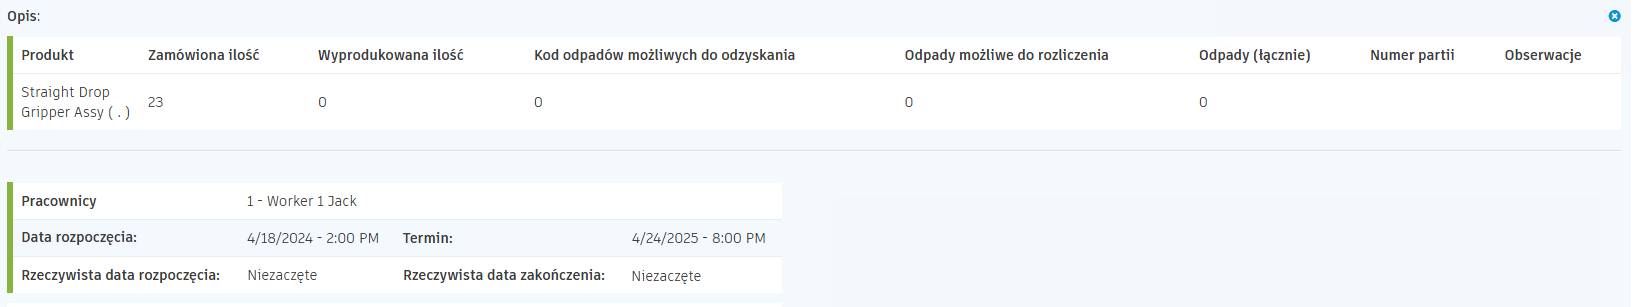 Opis:
Produkt Zamówiona ilość Wyprodukowana ilość Kod odpadów możliwych do odzyskania Odpady możliwe do rozliczenia Odpady (łącznie) Numer partii Obserwacje
Straight Drop
Gripper Assy ( . ) 23 0 0 0 0
Pracownicy 1 - Worker 1 Jack
Data rozpoczęcia: 4/18/2024 - 2:00 PM Termin: 4/24/2025 - 8:00 PM
Rzeczywista data rozpoczęcia: Niezaczęte Rzeczywista data zakończenia: Niezaczęte